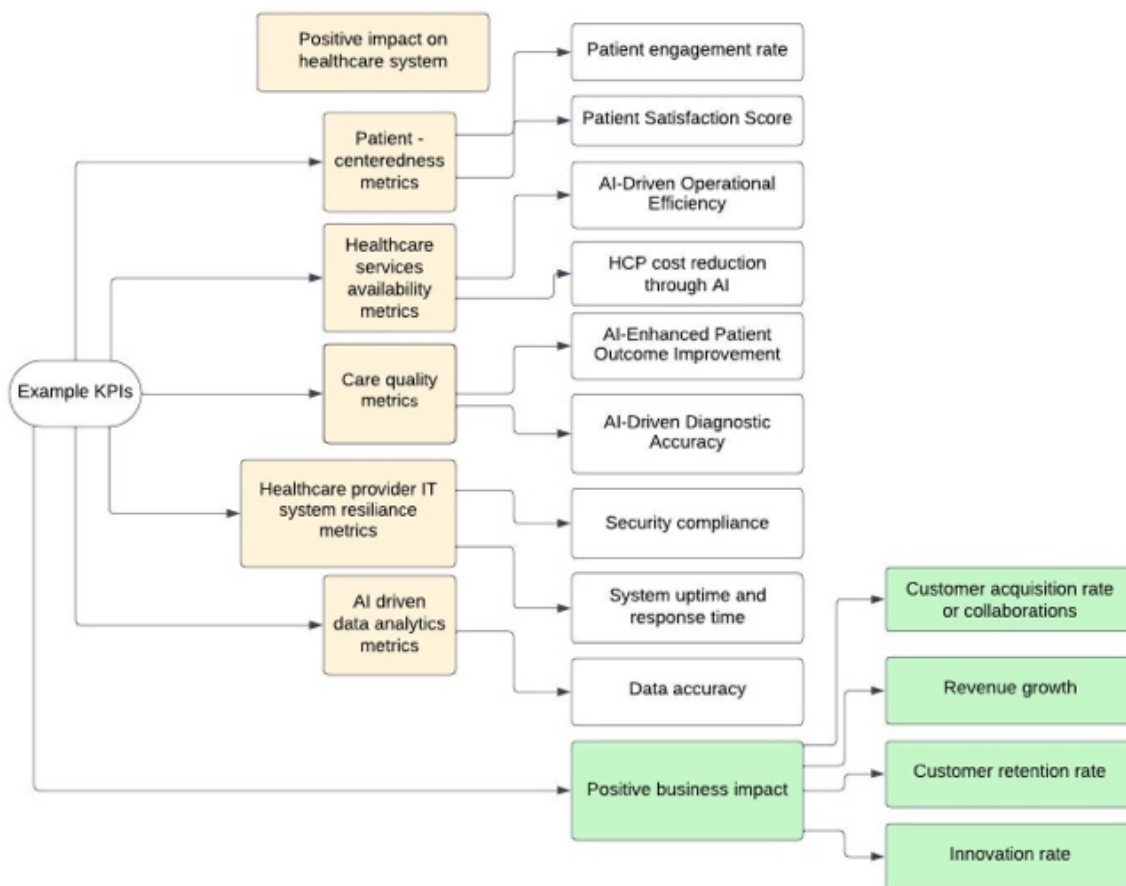 Positive impact on
healthcare system
Patient engagement rate
Patient Satisfaction Score
Patient -
centeredness
metrics
AI-Driven Operational
Efficiency
Healthcare
services
availability
metrics
HCP cost reduction
through AI
AI-Enhanced Patient
Outcome Improvement
Example KPIs
Care quality
metrics
AI-Driven Diagnostic
Accuracy
Healthcare provider IT
system resiliance
metrics
Security compliance
AI driven
data analytics
metrics
System uptime and
response time
Data accuracy
Positive business impact
Customer acquisition rate
or collaborations
Revenue growth
Customer retention rate
Innovation rate